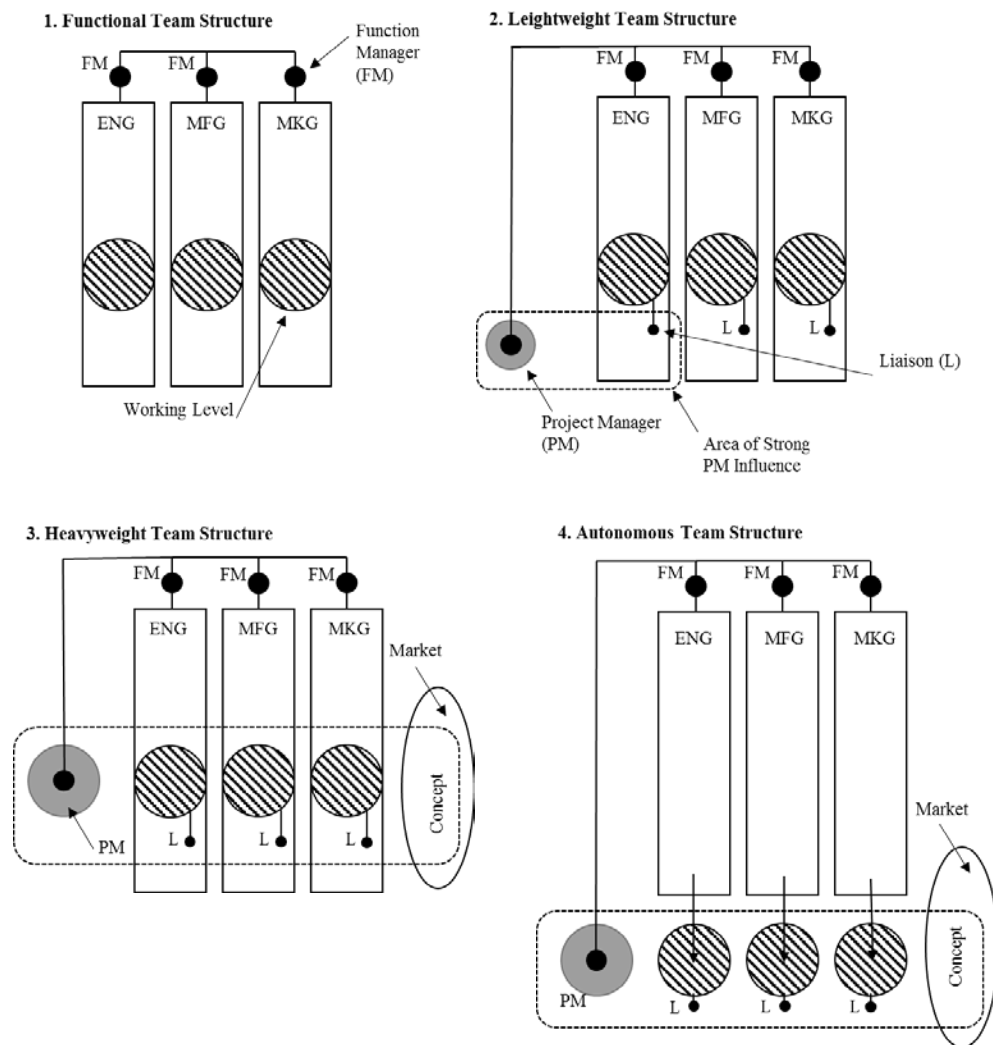 1. Functional Team Structure
FM
FM
Function
Manager
(FM)
ENG
MFG
MKG
Working Level
2. Leightweight Team Structure
FM
FM
FM
ENG
MFG
MKG
L
L
Liaison (L)
Project Manager
(PM)
Area of Strong
PM Influence
3. Heavyweight Team Structure
FM
FM
FM
ENG
MFG
MKG
Market
Concept
PM
L
L
L
4. Autonomous Team Structure
FM
FM
FM
ENG
MFG
MKG
Market
Concept
PM
L
L
L